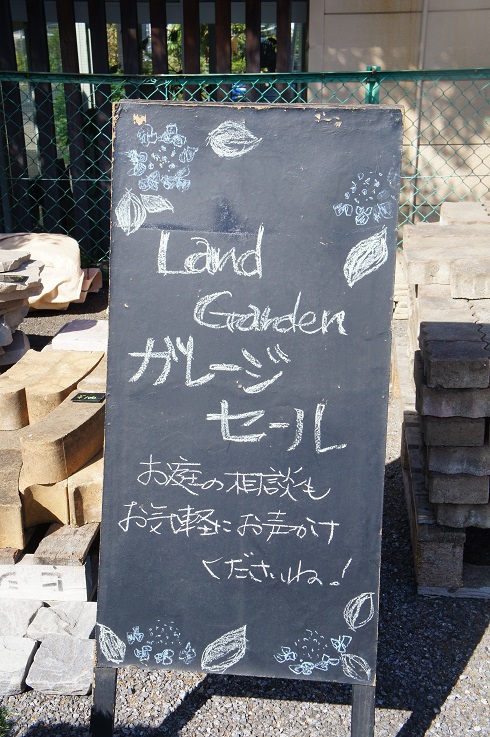 Land
Garden
ガレージ
セール
お庭の相談も
お気軽にお声がけ
くださいね!